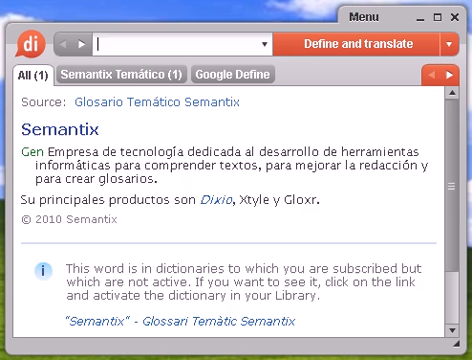 Menu
di
Define and translate
All (1)
Semantix Temático (1)
Google Define
Source: Glosario Temático Semantix
Semantix
Gen Empresa de tecnología dedicada al desarrollo de herramientas
informáticas para comprender textos, para mejorar la redacción y
para crear glosarios.
Su principales productos son Dixio, Xtyle y Gloxr.
© 2010 Semantix
i
This word is in dictionaries to which you are subscribed but
which are not active. If you want to see it, click on the link
and activate the dictionary in your Library.
"Semantix" - Glossari Temàtic Semantix